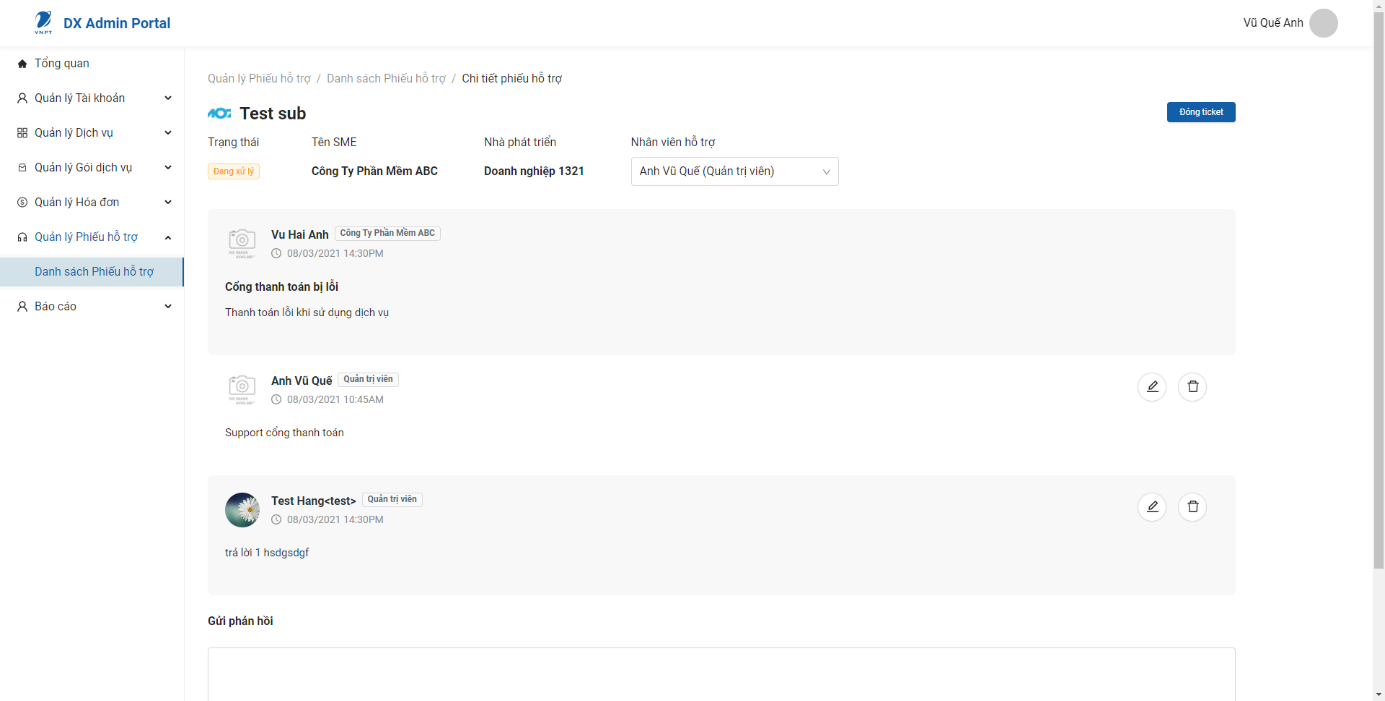 VNPT
DX Admin Portal
Vũ Quế Anh
Tổng quan
Quản lý Tài khoản
Quản lý Dịch vụ
Quản lý Gói dịch vụ
Quản lý Hóa đơn
Quản lý Phiếu hỗ trợ
Danh sách Phiếu hỗ trợ
Báo cáo
Quản lý Phiếu hỗ trợ / Danh sách Phiếu hỗ trợ / Chi tiết phiếu hỗ trợ
Test sub
Đóng ticket
Trạng thái Tên SME Nhà phát triển Nhân viên hỗ trợ
Đang xử lý Công Ty Phần Mềm ABC Doanh nghiệp 1321 Anh Vũ Quế (Quản trị viên)
Vu Hai Anh Công Ty Phần Mềm ABC
08/03/2021 14:30PM
Cổng thanh toán bị lỗi
Thanh toán lỗi khi sử dụng dịch vụ
Anh Vũ Quế Quản trị viên
08/03/2021 10:45AM
Support cổng thanh toán
Test Hang<test> Quản trị viên
08/03/2021 14:30PM
trả lời 1 hsdgsdgf
Gửi phản hồi